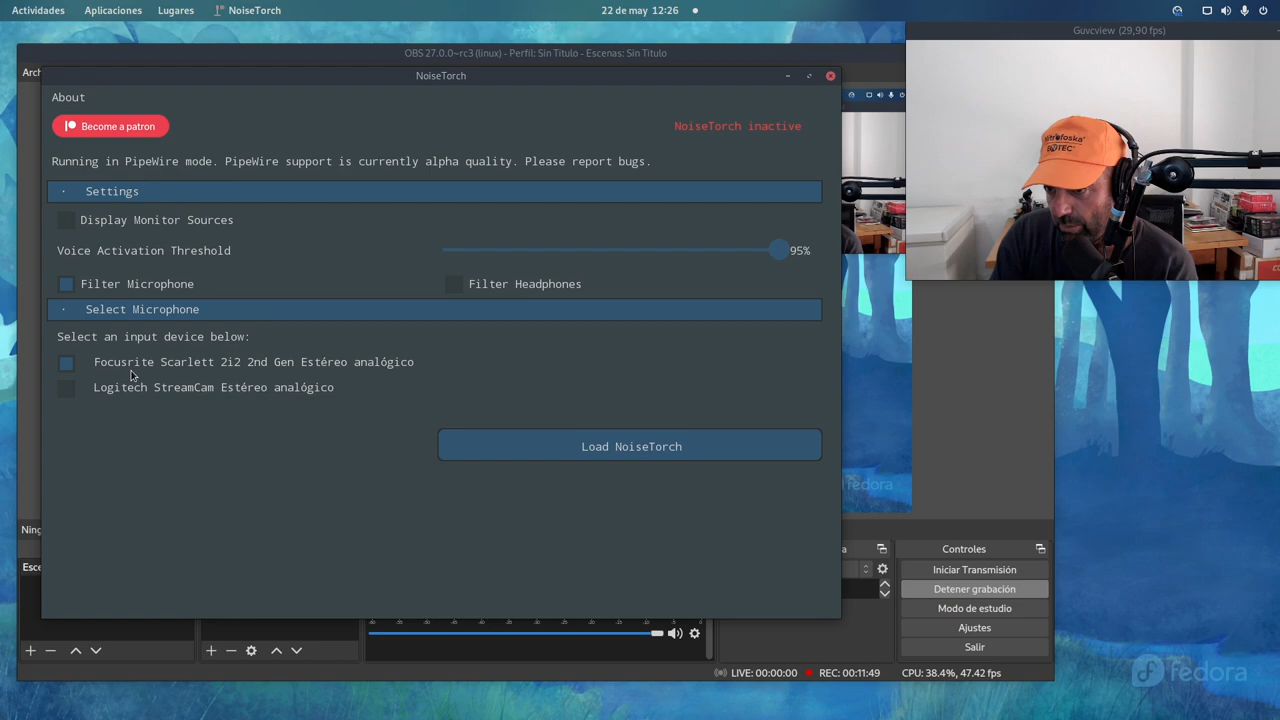 Actividades Aplicaciones Lugares NoiseTorch
22 de may 12:26
OBS 27.0.0~rc3 (linux) - Perfil: Sin Título - Escenas: Sin Título
Guvcview (29,90 fps)
Arch
NoiseTorch
About
Become a patron
NoiseTorch inactive
Running in PipeWire mode. PipeWire support is currently alpha quality. Please report bugs.
Settings
Display Monitor Sources
Voice Activation Threshold 95%
Filter Microphone Filter Headphones
Select Microphone
Select an input device below:
Focusrite Scarlett 2i2 2nd Gen Estéreo analógico
Logitech StreamCam Estéreo analógico
Load NoiseTorch
Ning
Esce
a
Controles
Iniciar Transmisión
Detener grabación
Modo de estudio
Ajustes
Salir
LIVE: 00:00:00 REC: 00:11:49 CPU: 38.4%, 47.42 fps
fedora